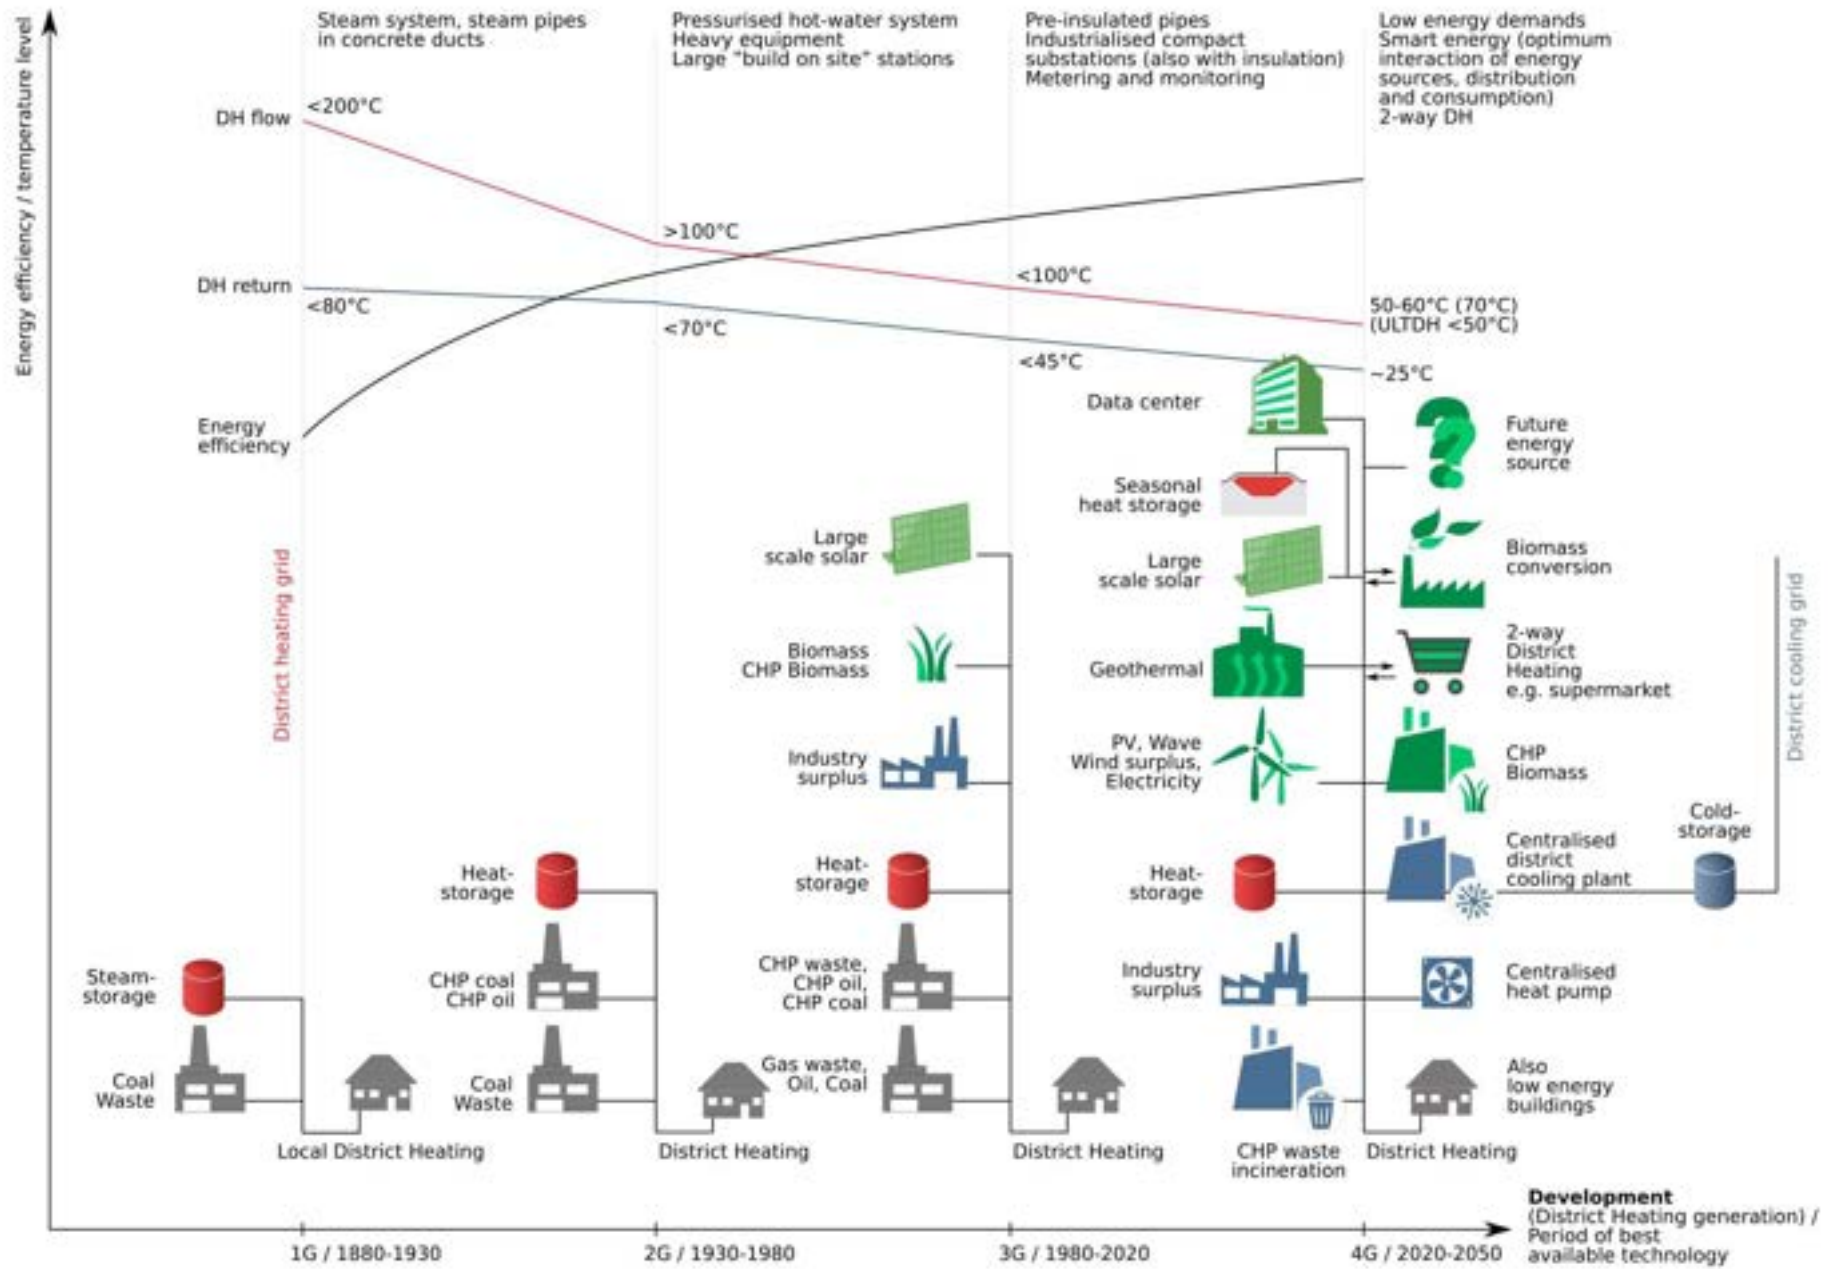 Energy efficiency / temperature level
Steam system, steam pipes
in concrete ducts
Pressurised hot-water system
Heavy equipment
Large "build on site" stations
Pre-insulated pipes
Industrialised compact
substations (also with insulation)
Metering and monitoring
Low energy demands
Smart energy (optimum
interaction of energy
sources, distribution
and consumption)
2-way DH
DH flow
<200°C
>100°C
<100°C
50-60°C (70°C)
(ULTDH <50°C)
DH return
<80°C
<70°C
<45°C
~25°C
Energy
efficiency
District heating grid
Steam-
storage
Coal
Waste
Local District Heating
Heat-
storage
CHP coal
CHP oil
Coal
Waste
District Heating
Large
scale solar
Biomass
CHP Biomass
Industry
surplus
Heat-
storage
CHP waste,
CHP oil,
CHP coal
Gas waste,
Oil, Coal
District Heating
Data center
Seasonal
heat storage
Large
scale solar
Geothermal
PV, Wave
Wind surplus,
Electricity
Heat-
storage
Industry
surplus
CHP waste
incineration
Future
energy
source
Biomass
conversion
2-way
District
Heating
e.g. supermarket
CHP
Biomass
Centralised
district
cooling plant
Cold-
storage
District cooling grid
Centralised
heat pump
Also
low energy
buildings
District Heating
1G / 1880-1930
2G / 1930-1980
3G / 1980-2020
4G / 2020-2050
Development
(District Heating generation) /
Period of best
available technology